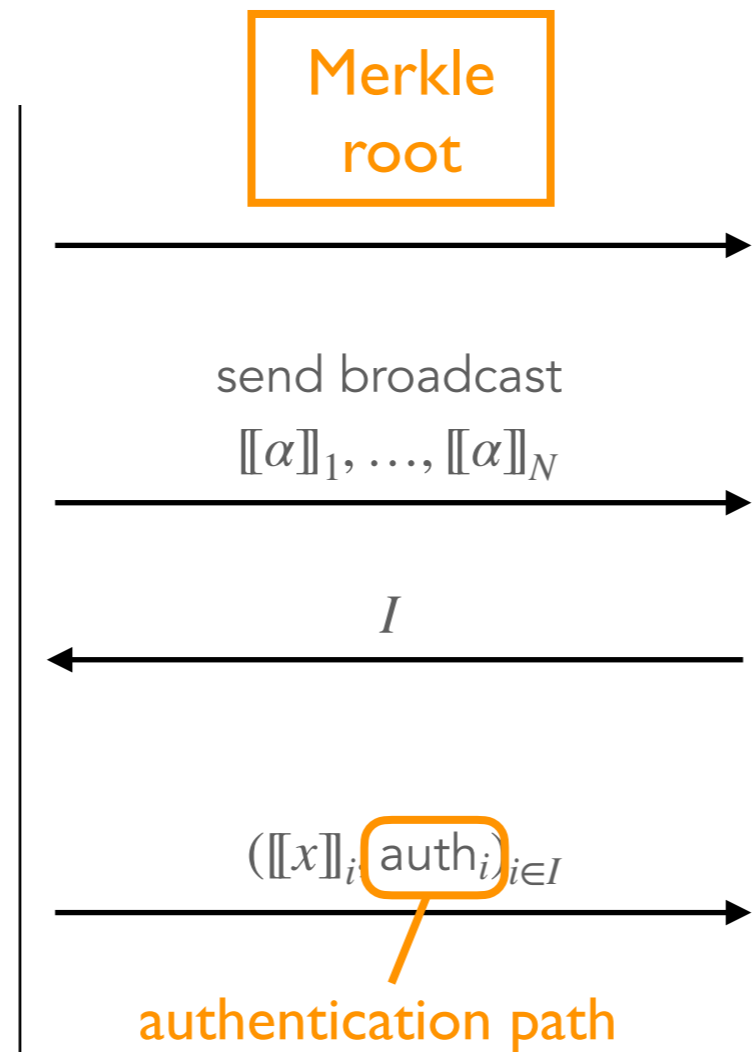 Merkle
root
send broadcast
⟦α⟧₁, …, ⟦α⟧_N
I
(⟦x⟧ᵢ, authᵢ)_{i∈I}
authentication path